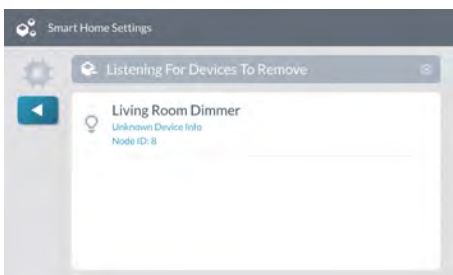 Smart Home Settings
Listening For Devices To Remove
Living Room Dimmer
Unknown Device Info
Node ID: 8